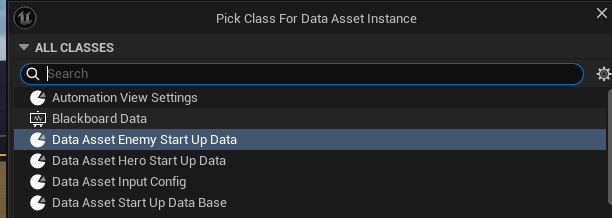 Pick Class For Data Asset Instance
ALL CLASSES
Search
Automation View Settings
Blackboard Data
Data Asset Enemy Start Up Data
Data Asset Hero Start Up Data
Data Asset Input Config
Data Asset Start Up Data Base